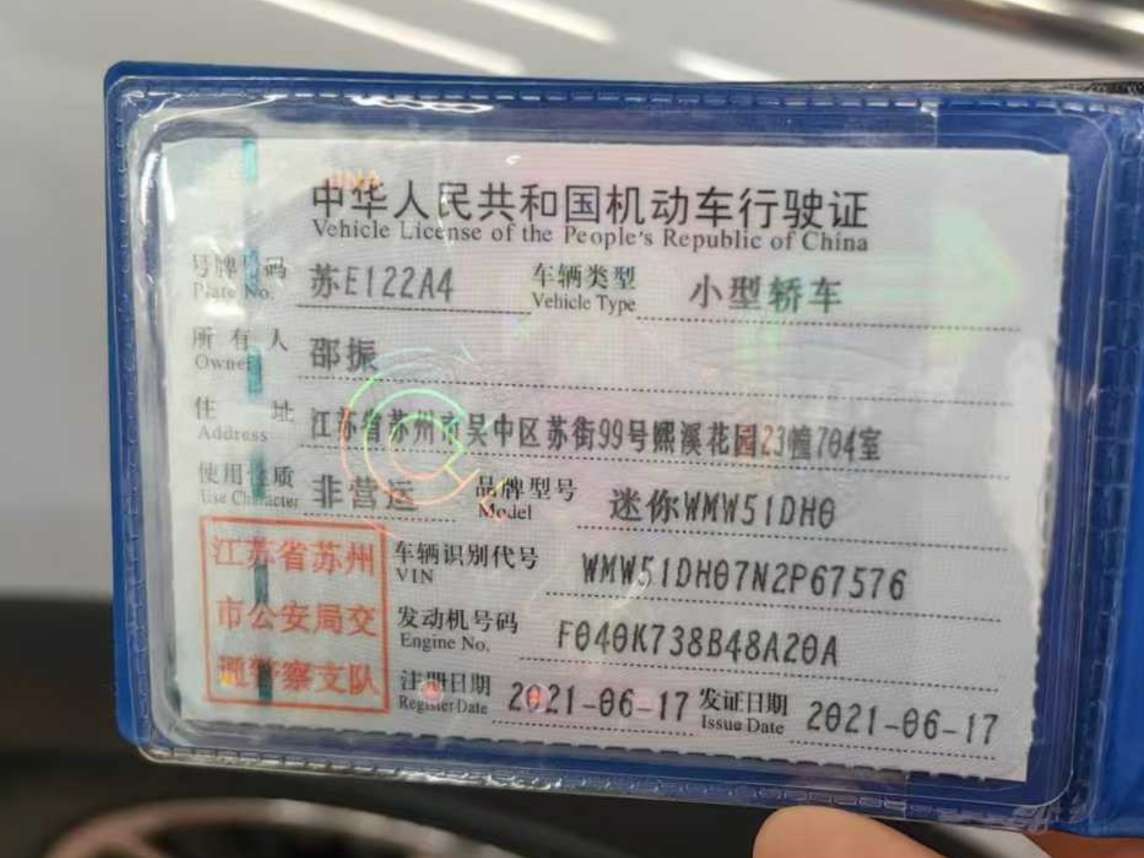 中华人民共和国机动车行驶证
Vehicle License of the People's Republic of China
号牌号码 苏E122A4 车辆类型 小型轿车
Plate No. Vehicle Type
所有人 邵振
Owner
住址 江苏省苏州市吴中区苏街99号熙溪花园23幢704室
Address
使用性质 非营运 品牌型号 迷你WMW51DH0
Use Character Model
江苏省苏州
市公安局交
通警察支队
车辆识别代号 WMW51DH07N2P67576
VIN
发动机号码 F040K738B48A20A
Engine No.
注册日期 2021-06-17 发证日期 2021-06-17
Register Date Issue Date